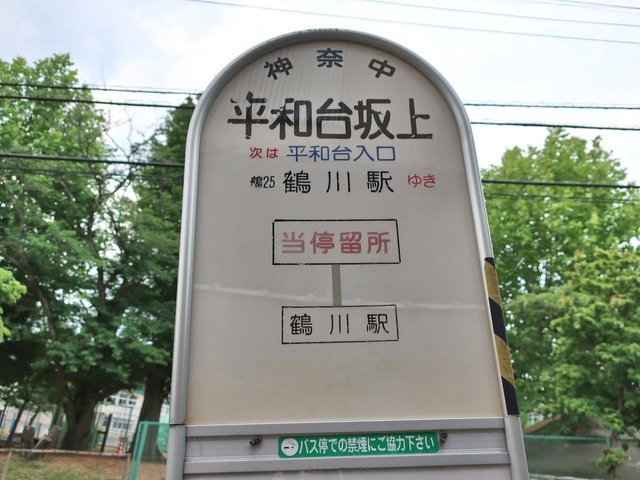 神奈中
平和台坂上
次は 平和台入口
鶴25 鶴川駅 ゆき
当停留所
鶴川駅
バス停での禁煙にご協力下さい